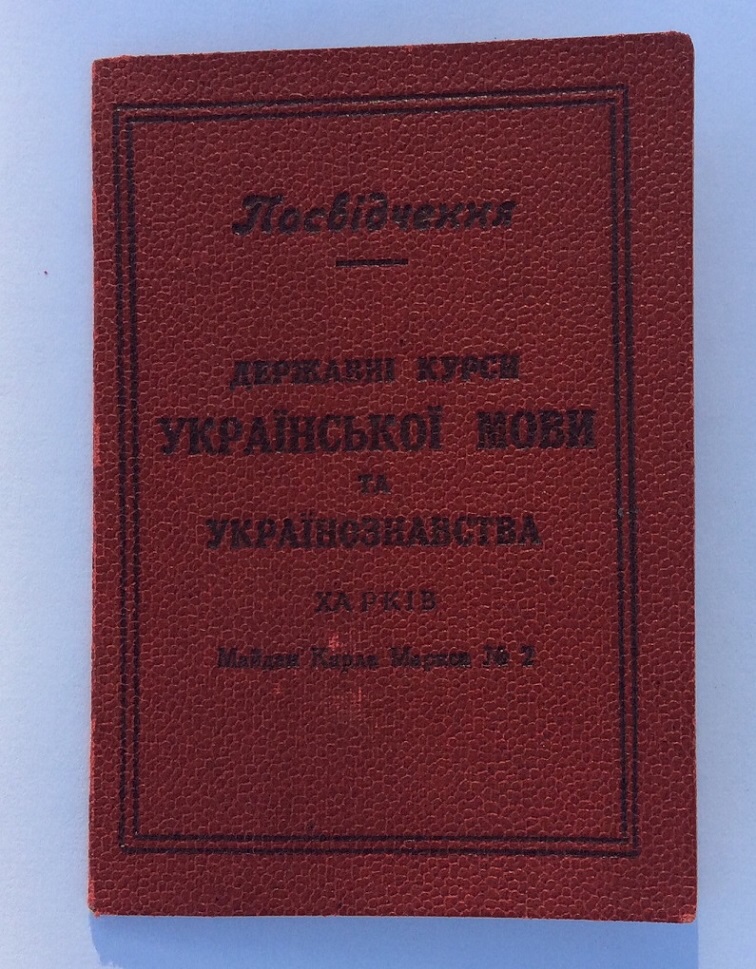 Посвідчення
ДЕРЖАВНІ КУРСИ
УКРАЇНСЬКОЇ МОВИ
ТА
УКРАЇНОЗНАВСТВА
ХАРКІВ
Майдан Карла Маркса № 2